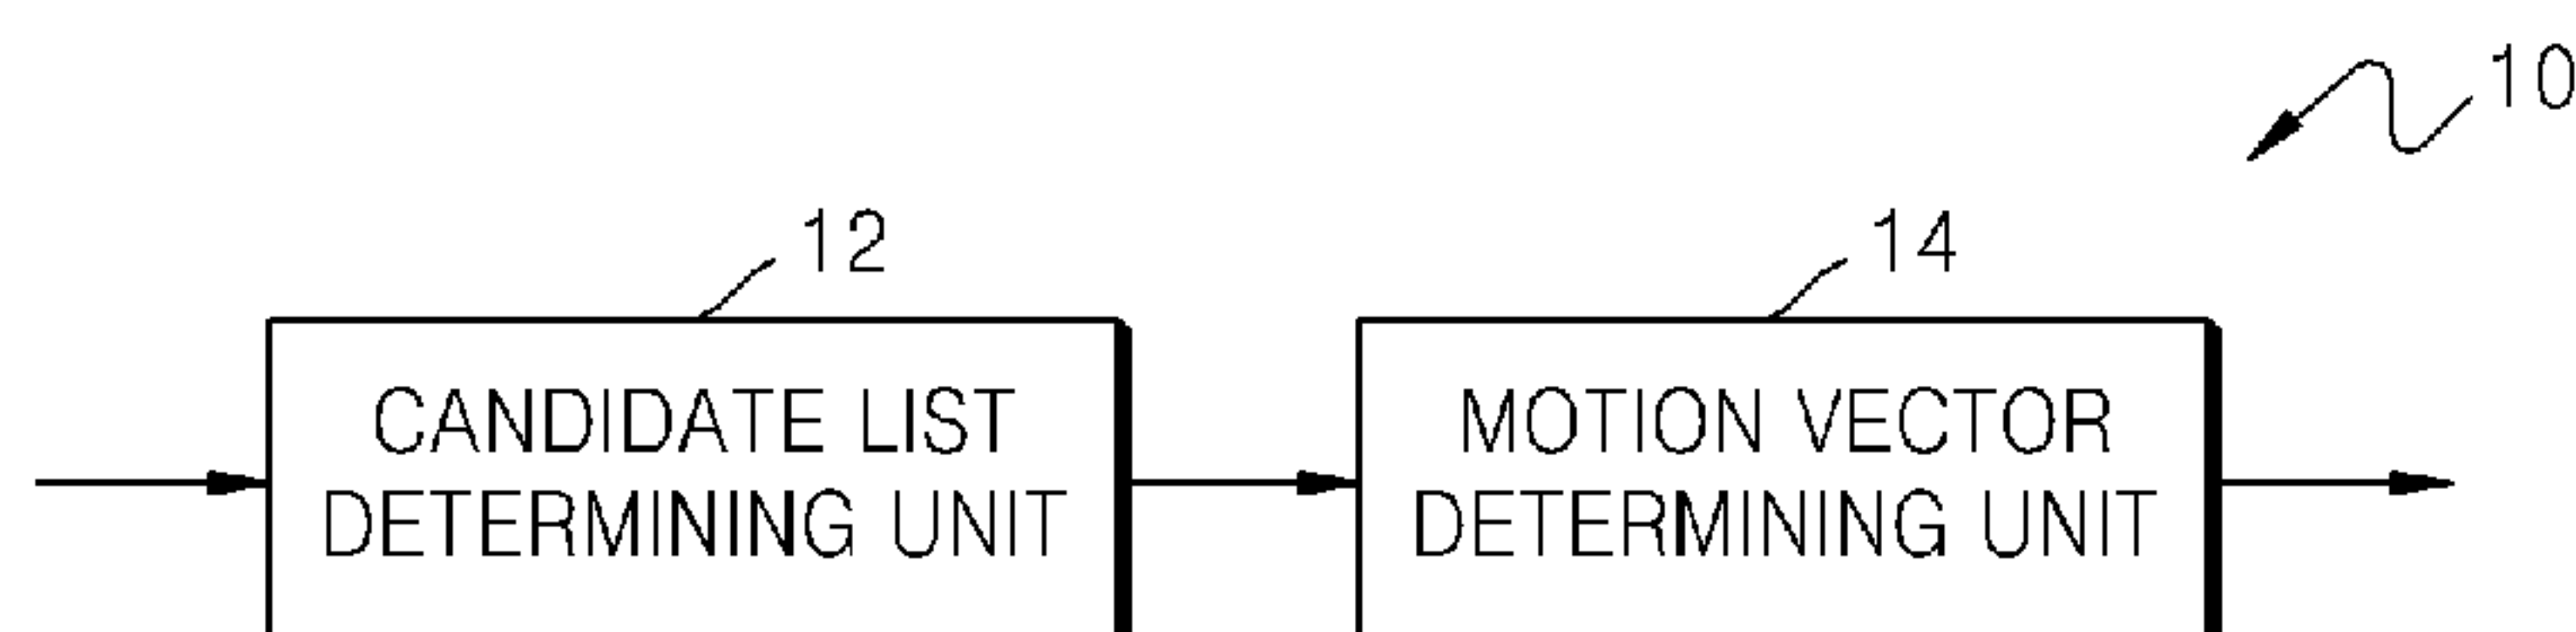 10
12
14
CANDIDATE LIST
DETERMINING UNIT
MOTION VECTOR
DETERMINING UNIT